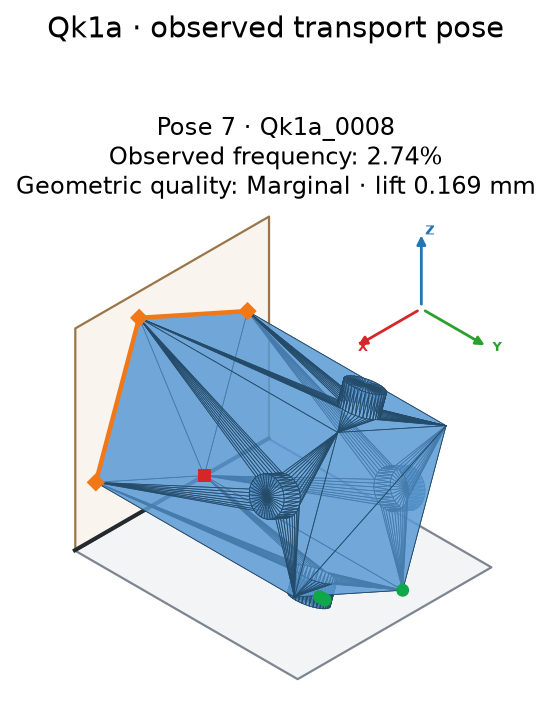 Qk1a · observed transport pose
Pose 7 · Qk1a_0008
Observed frequency: 2.74%
Geometric quality: Marginal · lift 0.169 mm
Z
X
Y